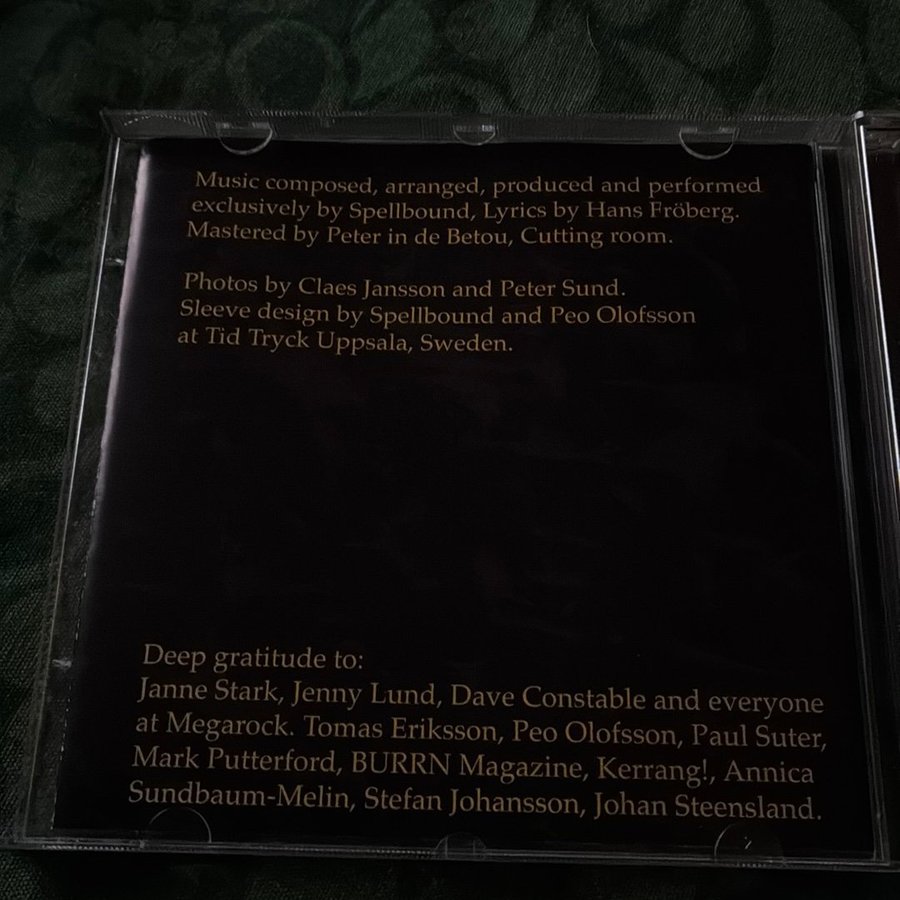 Music composed, arranged, produced and performed
exclusively by Spellbound, Lyrics by Hans Fröberg.
Mastered by Peter in de Betou, Cutting room.
Photos by Claes Jansson and Peter Sund.
Sleeve design by Spellbound and Peo Olofsson
at Tid Tryck Uppsala, Sweden.
Deep gratitude to:
Janne Stark, Jenny Lund, Dave Constable and everyone
at Megarock. Tomas Eriksson, Peo Olofsson, Paul Suter,
Mark Putterford, BURRN Magazine, Kerrang!, Annica
Sundbaum-Melin, Stefan Johansson, Johan Steensland.